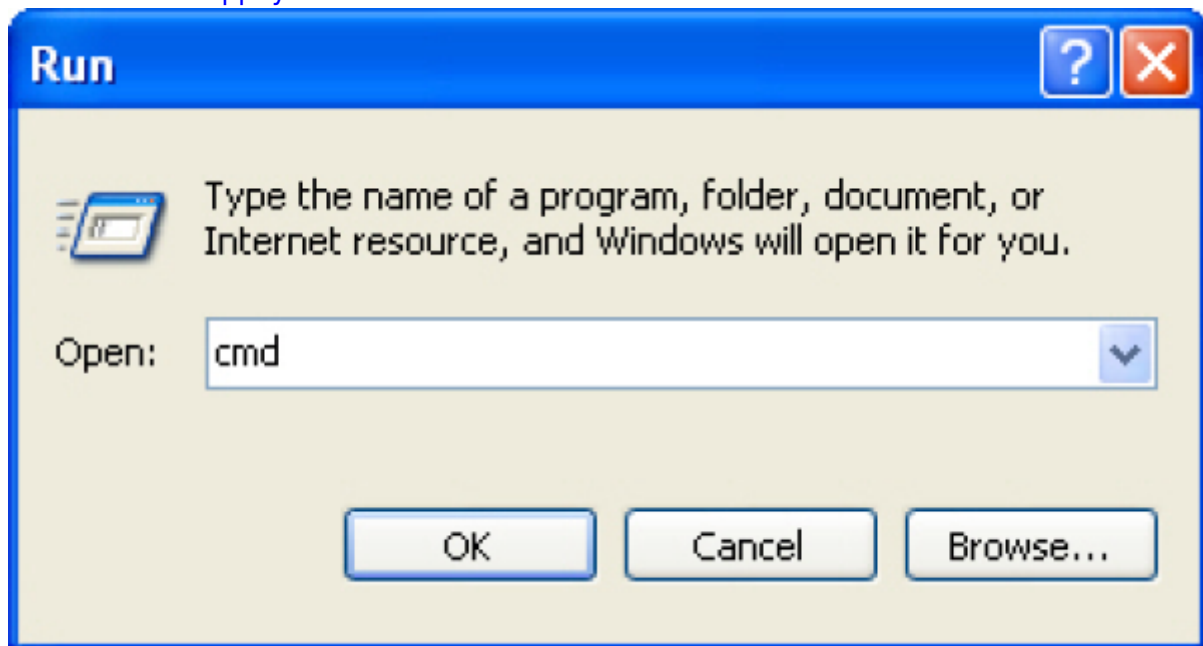 Run
Type the name of a program, folder, document, or
Internet resource, and Windows will open it for you.
Open: cmd
OK Cancel Browse...